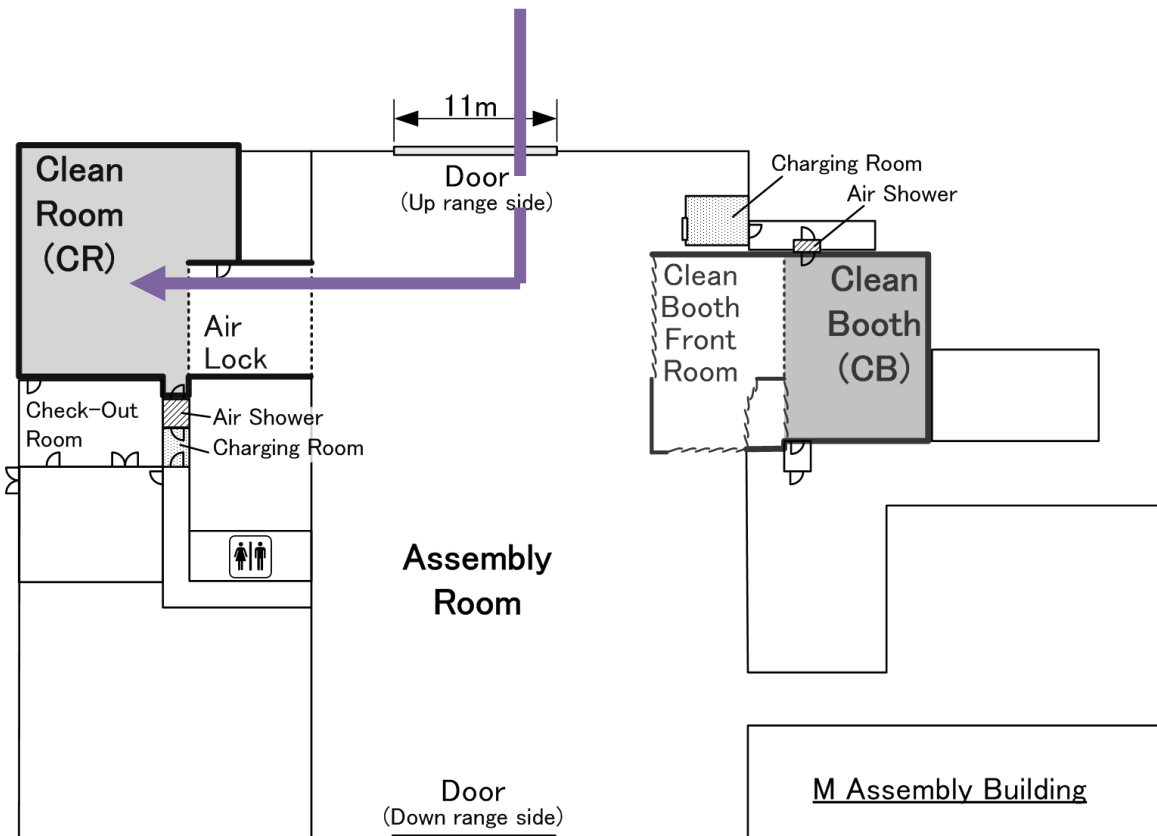 11m
Door
(Up range side)
Clean
Room
(CR)
Charging Room
Air Shower
Clean
Booth
Front
Room
Clean
Booth
(CB)
Air
Lock
Check-Out
Room
Air Shower
Charging Room
Assembly
Room
Door
(Down range side)
M Assembly Building